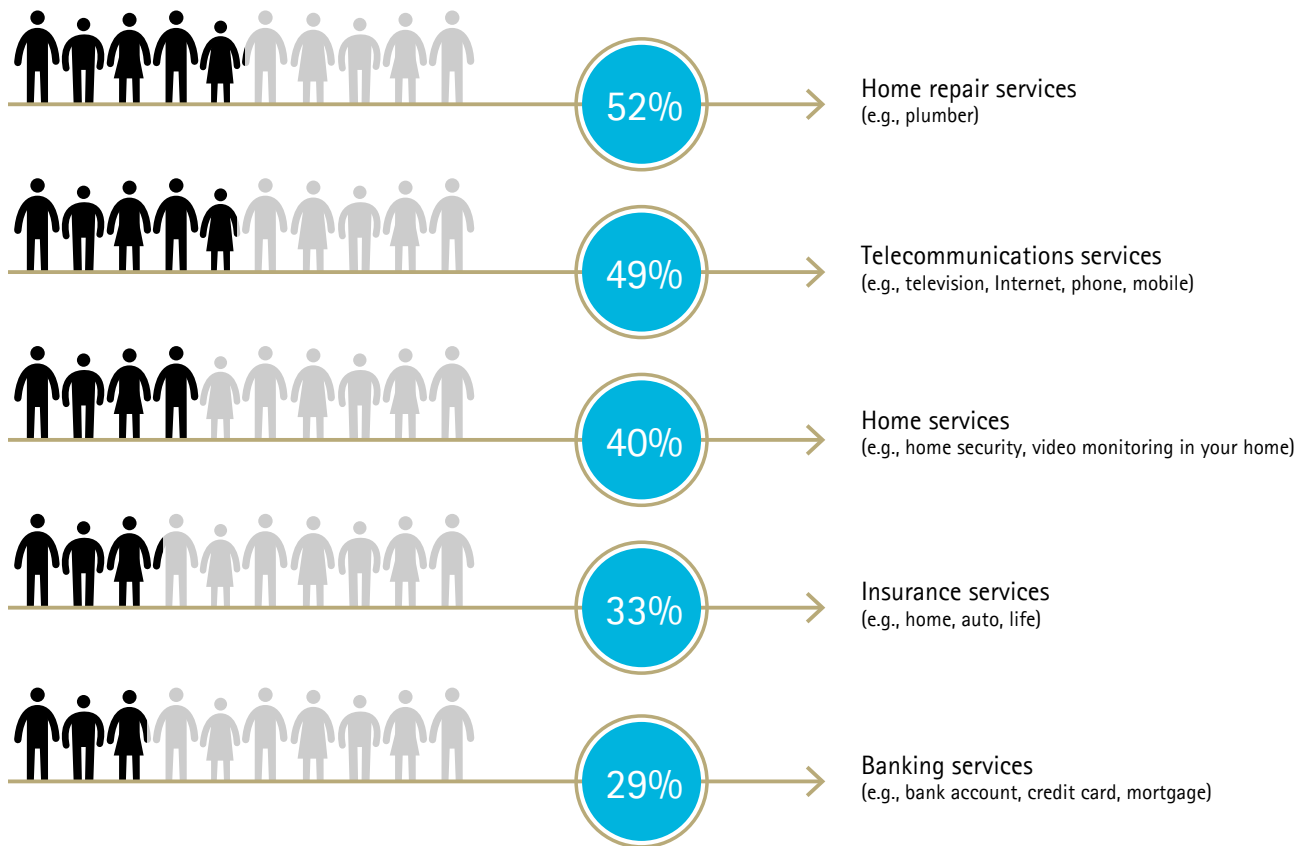 52%
Home repair services
(e.g., plumber)
49%
Telecommunications services
(e.g., television, Internet, phone, mobile)
40%
Home services
(e.g., home security, video monitoring in your home)
33%
Insurance services
(e.g., home, auto, life)
29%
Banking services
(e.g., bank account, credit card, mortgage)